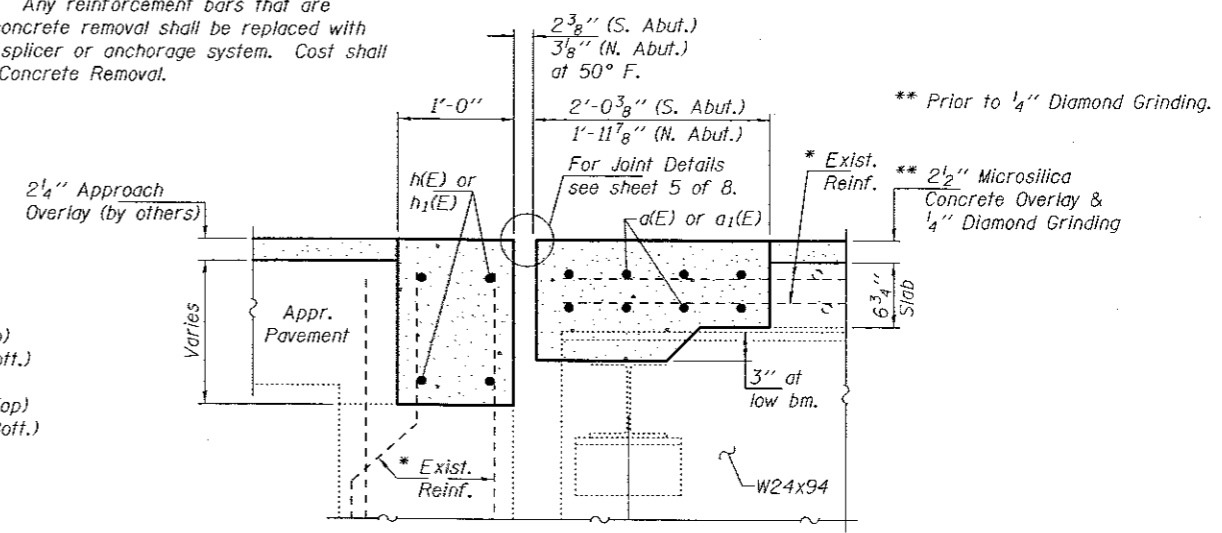 Any reinforcement bars that are
concrete removal shall be replaced with
splicer or anchorage system. Cost shall
Concrete Removal.
2 3/8" (S. Abut.)
3 1/8" (N. Abut.)
at 50° F.
1'-0"
2'-0 3/8" (S. Abut.)
1'-11 7/8" (N. Abut.)
** Prior to 1/4" Diamond Grinding.
For Joint Details
see sheet 5 of 8.
* Exist.
Reinf.
** 2 1/2" Microsilica
Concrete Overlay &
1/4" Diamond Grinding
2 1/4" Approach
Overlay (by others)
h(E) or
h1(E)
a(E) or a1(E)
6 3/4"
Slab
Varies
Appr.
Pavement
3" at
low bm.
* Exist.
Reinf.
W24x94